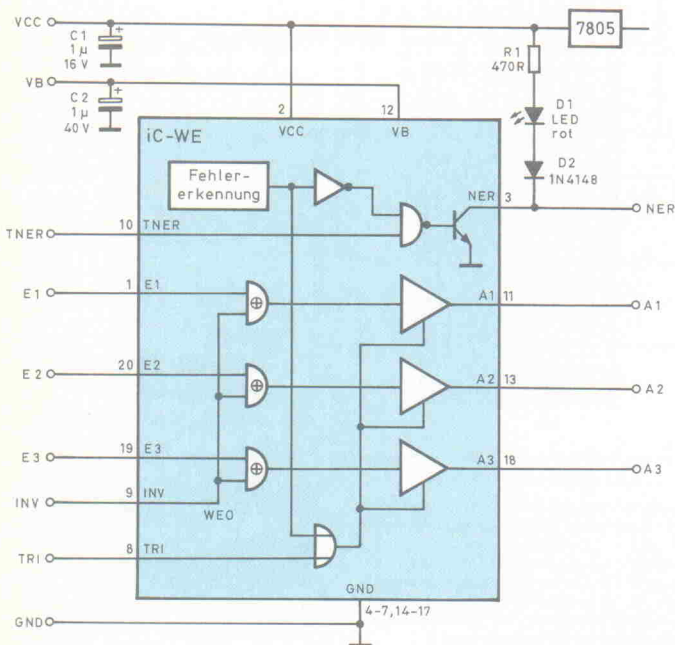 VCC
C1
1 µ
16 V
VB
C2
1 µ
40 V
7805
R1
470R
D1
LED
rot
D2
1N4148
2
VCC
12
VB
iC-WE
Fehler-
erkennung
NER
3
NER
TNER
10
TNER
E1
1
E1
A1
11
A1
E2
20
E2
A2
13
A2
E3
19
E3
A3
18
A3
INV
9
INV
WEO
TRI
8
TRI
GND
4-7,14-17
GND